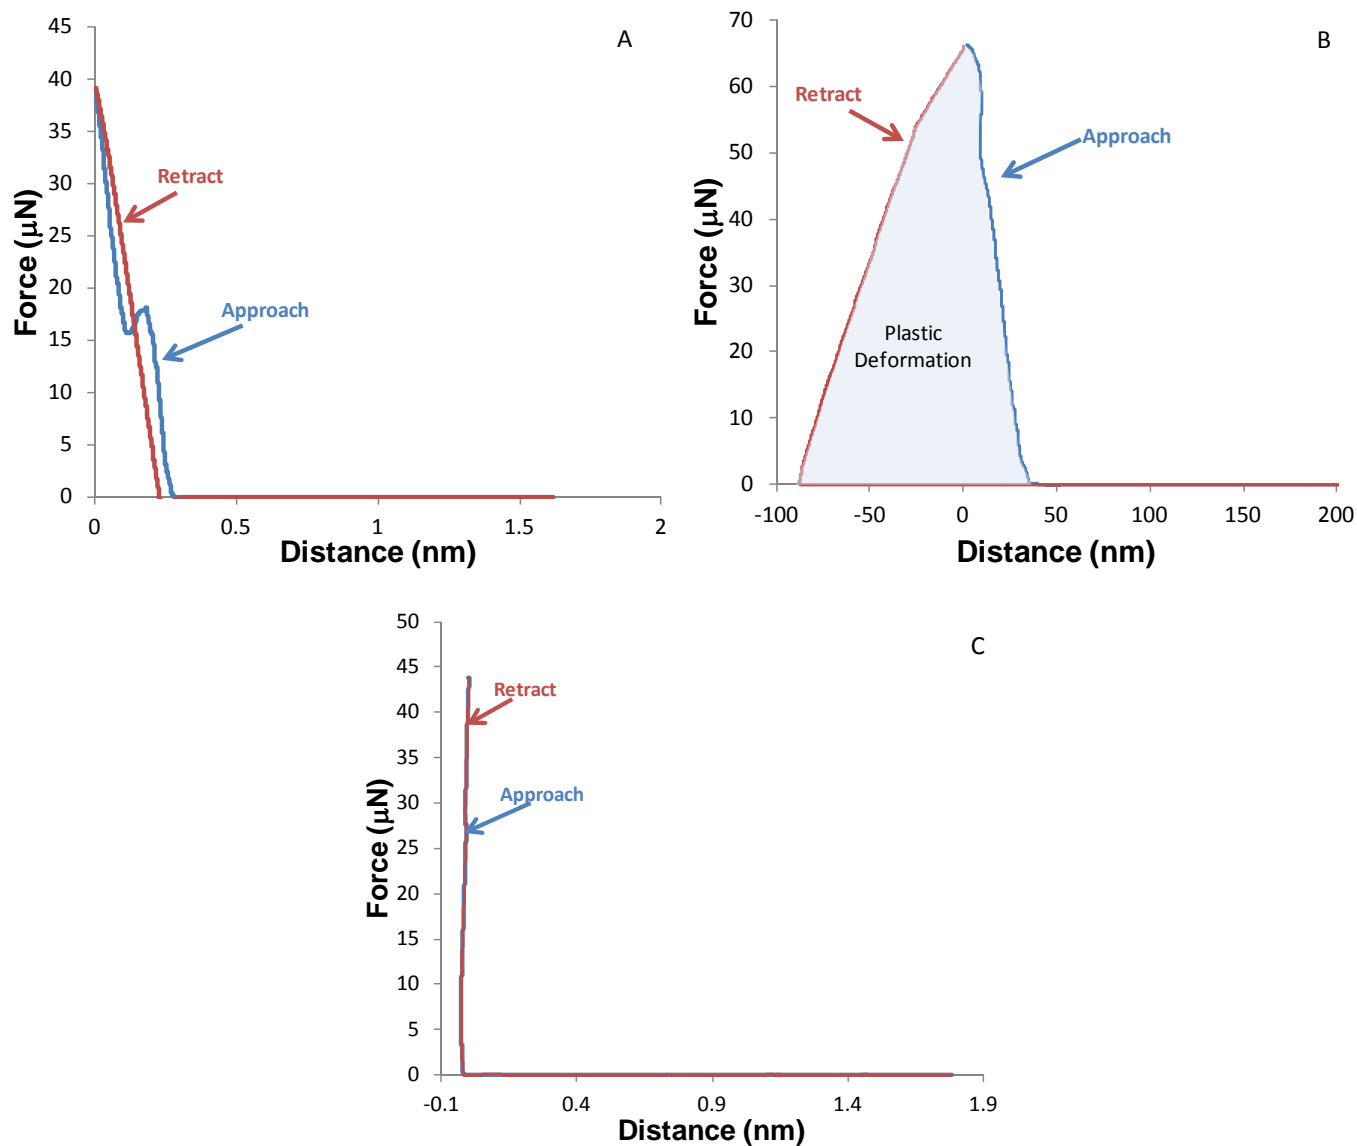 A
45
40
35
30
25
20
15
10
5
0
Force (μN)
Retract
Approach
0
0.5
1
1.5
2
Distance (nm)
B
70
60
50
40
30
20
10
0
Force (μN)
Retract
Approach
Plastic
Deformation
-100
-50
0
50
100
150
200
Distance (nm)
C
50
45
40
35
30
25
20
15
10
5
0
Force (μN)
Retract
Approach
-0.1
0.4
0.9
1.4
1.9
Distance (nm)